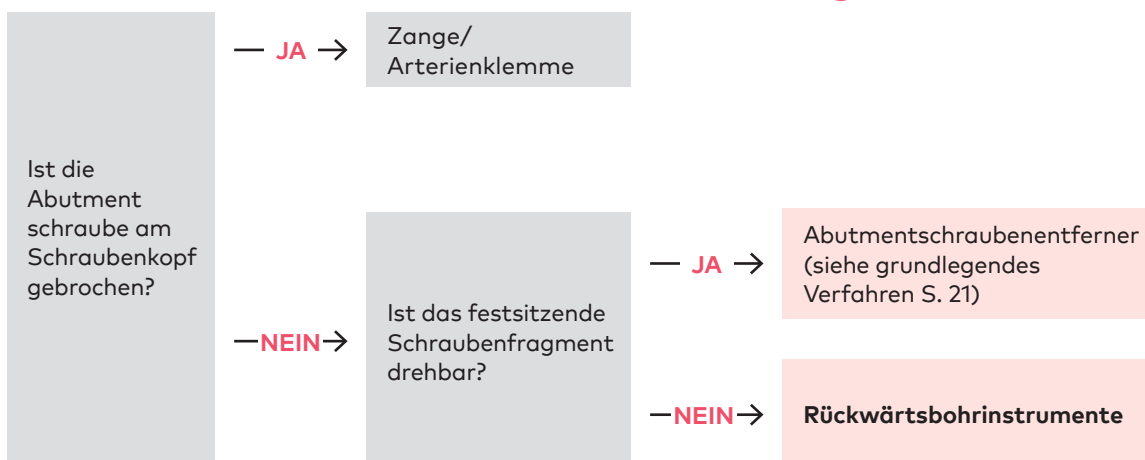 Ist die
Abutment
schraube am
Schraubenkopf
gebrochen?
JA
Zange/
Arterienklemme
NEIN
Ist das festsitzende
Schraubenfragment
drehbar?
JA
Abutmentschraubenentferner
(siehe grundlegendes
Verfahren S. 21)
NEIN
Rückwärtsbohrinstrumente